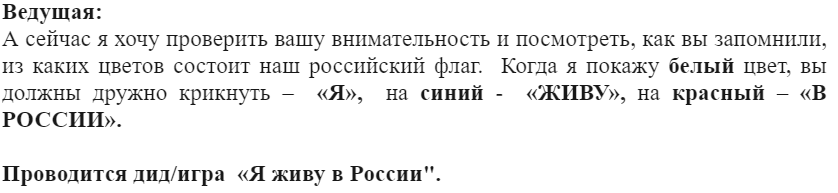 Ведущая:
А сейчас я хочу проверить вашу внимательность и посмотреть, как вы запомнили,
из каких цветов состоит наш российский флаг.  Когда я покажу белый цвет, вы
должны дружно крикнуть –  «Я»,  на синий -  «ЖИВУ», на красный – «В
РОССИИ».
Проводится дид/игра  «Я живу в России".